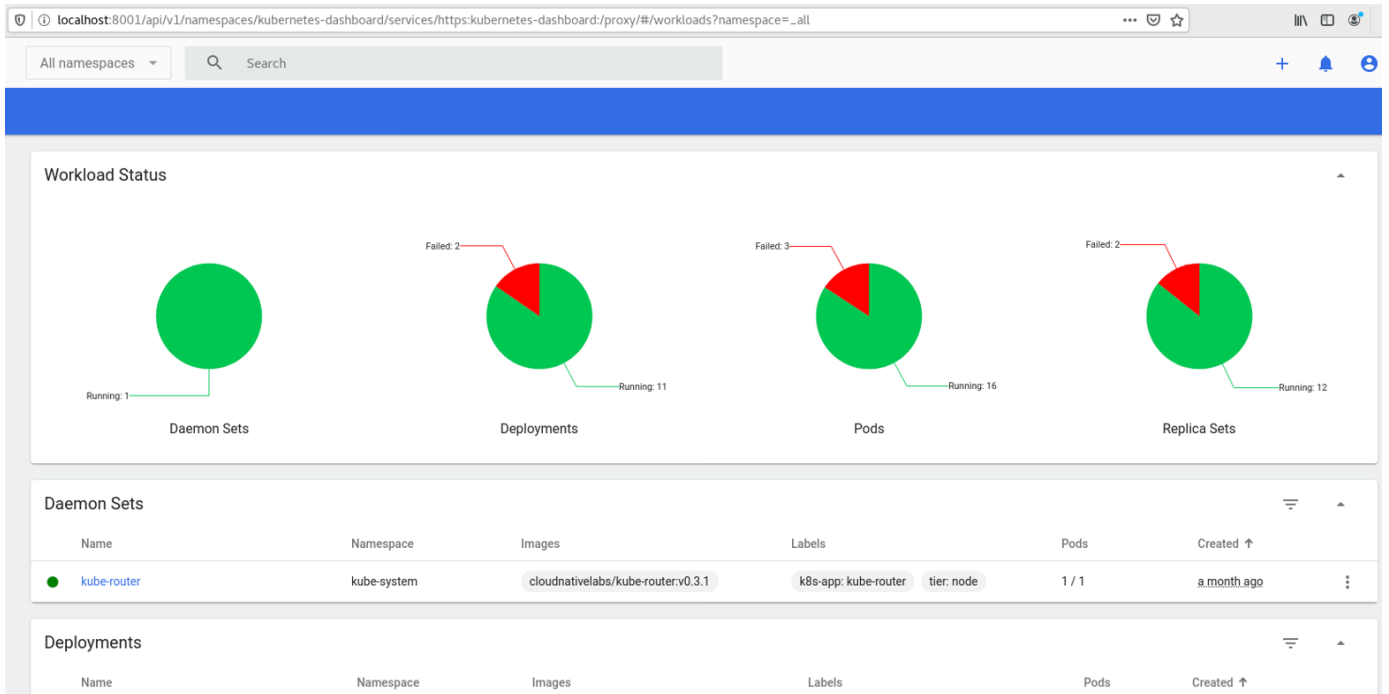 localhost:8001/api/v1/namespaces/kubernetes-dashboard/services/https:kubernetes-dashboard:/proxy/#/workloads?namespace=_all
All namespaces Search
Workload Status
Failed: 2 Failed: 3 Failed: 2
Running: 1 Running: 11 Running: 16 Running: 12
Daemon Sets Deployments Pods Replica Sets
Daemon Sets
Name Namespace Images Labels Pods Created ↑
kube-router kube-system cloudnativelabs/kube-router:v0.3.1 k8s-app: kube-router tier: node 1 / 1 a month ago
Deployments
Name Namespace Images Labels Pods Created ↑